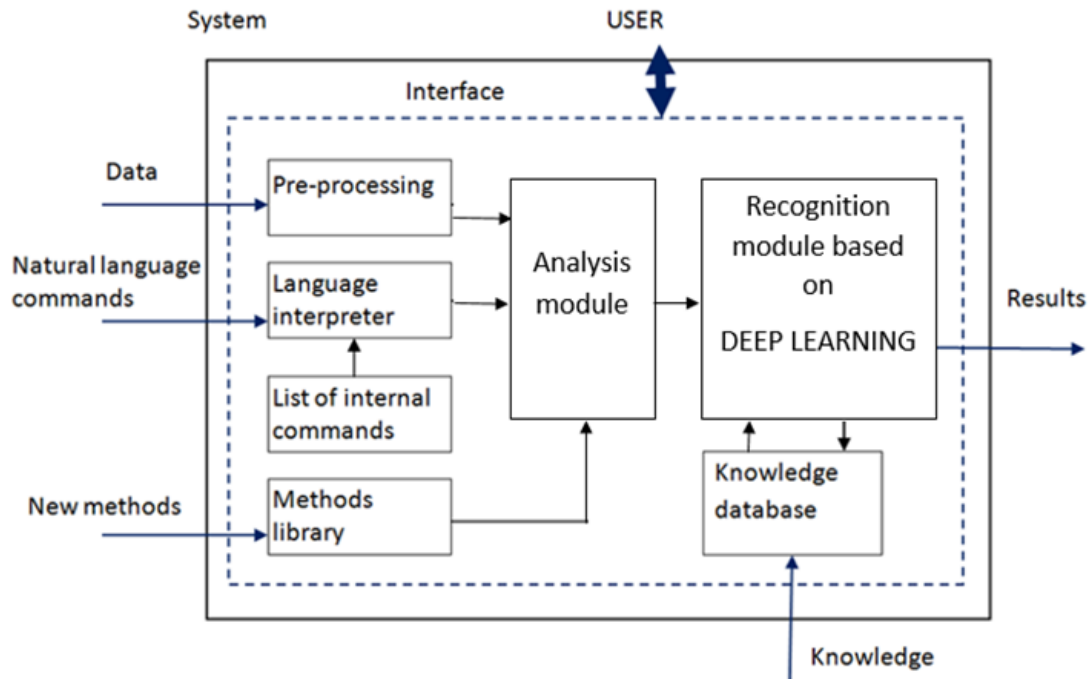 System
USER
Interface
Data
Pre-processing
Natural language
commands
Language
interpreter
List of internal
commands
New methods
Methods
library
Analysis
module
Recognition
module based
on
DEEP LEARNING
Results
Knowledge
database
Knowledge